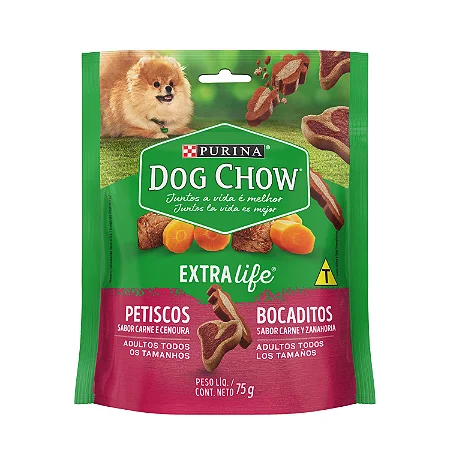 PURINA
DOG CHOW
Juntos a vida é melhor
Juntos la vida es mejor
EXTRA life®
T
PETISCOS
SABOR CARNE E CENOURA
ADULTOS TODOS
OS TAMANHOS
BOCADITOS
SABOR CARNE Y ZANAHORIA
ADULTOS TODOS
LOS TAMAÑOS
PESO LÍQ. /
CONT. NETO 75g